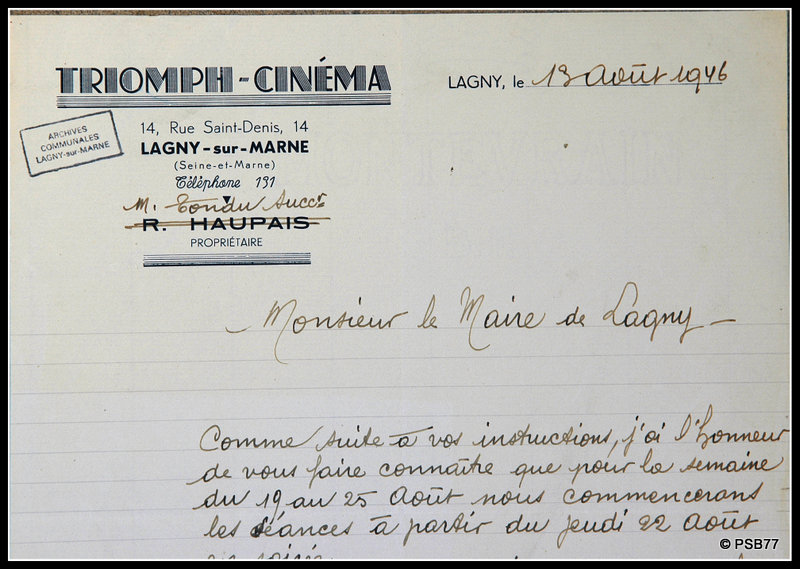 TRIOMPH-CINÉMA
LAGNY, le 13 Août 1946
14, Rue Saint-Denis, 14
ARCHIVES
COMMUNALES
LAGNY-sur-MARNE
LAGNY-sur-MARNE
(Seine-et-Marne)
Téléphone 191
M. Tondu Succr
R. HAUPAIS
PROPRIÉTAIRE
- Monsieur le Maire de Lagny -
Comme suite à vos instructions, j'ai l'honneur
de vous faire connaître que pour la semaine
du 19 au 25 Août nous commencerons
les séances à partir du jeudi 22 Août
en soirée
© PSB77